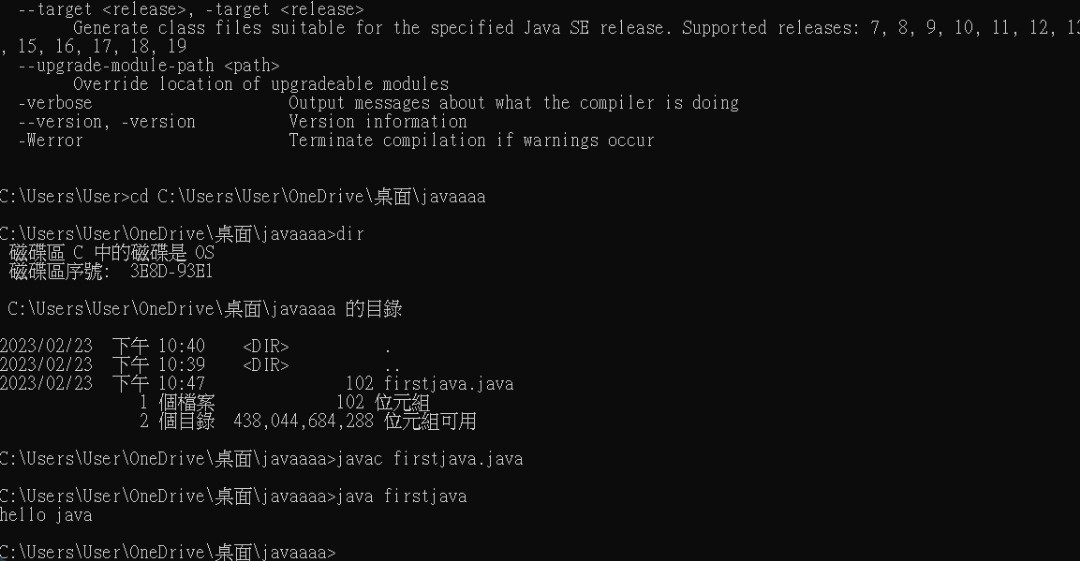 --target <release>, -target <release>
Generate class files suitable for the specified Java SE release. Supported releases: 7, 8, 9, 10, 11, 12, 13
, 15, 16, 17, 18, 19
--upgrade-module-path <path>
Override location of upgradeable modules
-verbose Output messages about what the compiler is doing
--version, -version Version information
-Werror Terminate compilation if warnings occur
C:\Users\User>cd C:\Users\User\OneDrive\桌面\javaaaa
C:\Users\User\OneDrive\桌面\javaaaa>dir
磁碟區 C 中的磁碟是 OS
磁碟區序號: 3E8D-93E1
C:\Users\User\OneDrive\桌面\javaaaa 的目錄
2023/02/23 下午 10:40 <DIR> .
2023/02/23 下午 10:39 <DIR> ..
2023/02/23 下午 10:47 102 firstjava.java
1 個檔案 102 位元組
2 個目錄 438,044,684,288 位元組可用
C:\Users\User\OneDrive\桌面\javaaaa>javac firstjava.java
C:\Users\User\OneDrive\桌面\javaaaa>java firstjava
hello java
C:\Users\User\OneDrive\桌面\javaaaa>